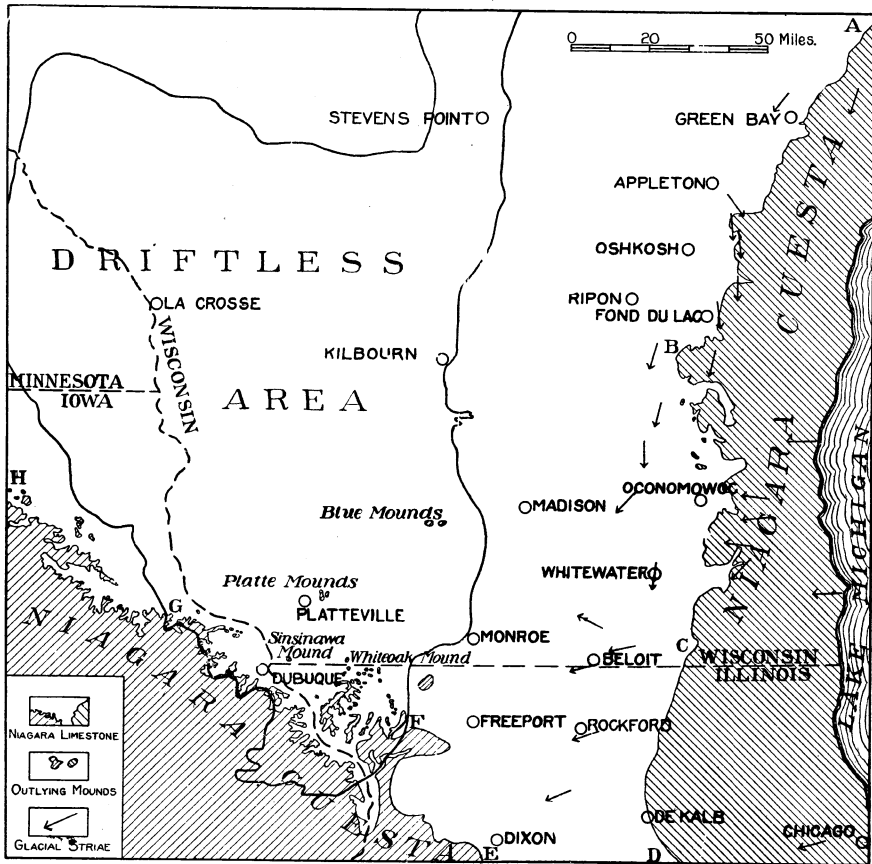 A
0 20 50 Miles.
STEVENS POINT
GREEN BAY
APPLETON
DRIFTLESS
OSHKOSH
LA CROSSE
RIPON
FOND DU LAC
WISCONSIN
B
KILBOURN
MINNESOTA
IOWA
AREA
NIAGARA CUESTA
LAKE MICHIGAN
H
OCONOMOWOC
MADISON
Blue Mounds
WHITEWATER
Platte Mounds
PLATTEVILLE
G
NIAGARA CUESTA
Sinsinawa
Mound
MONROE
C
Whiteoak Mound
BELOIT
WISCONSIN
ILLINOIS
DUBUQUE
F
FREEPORT
ROCKFORD
NIAGARA LIMESTONE
OUTLYING MOUNDS
GLACIAL STRIAE
DE KALB
CHICAGO
DIXON
E
D